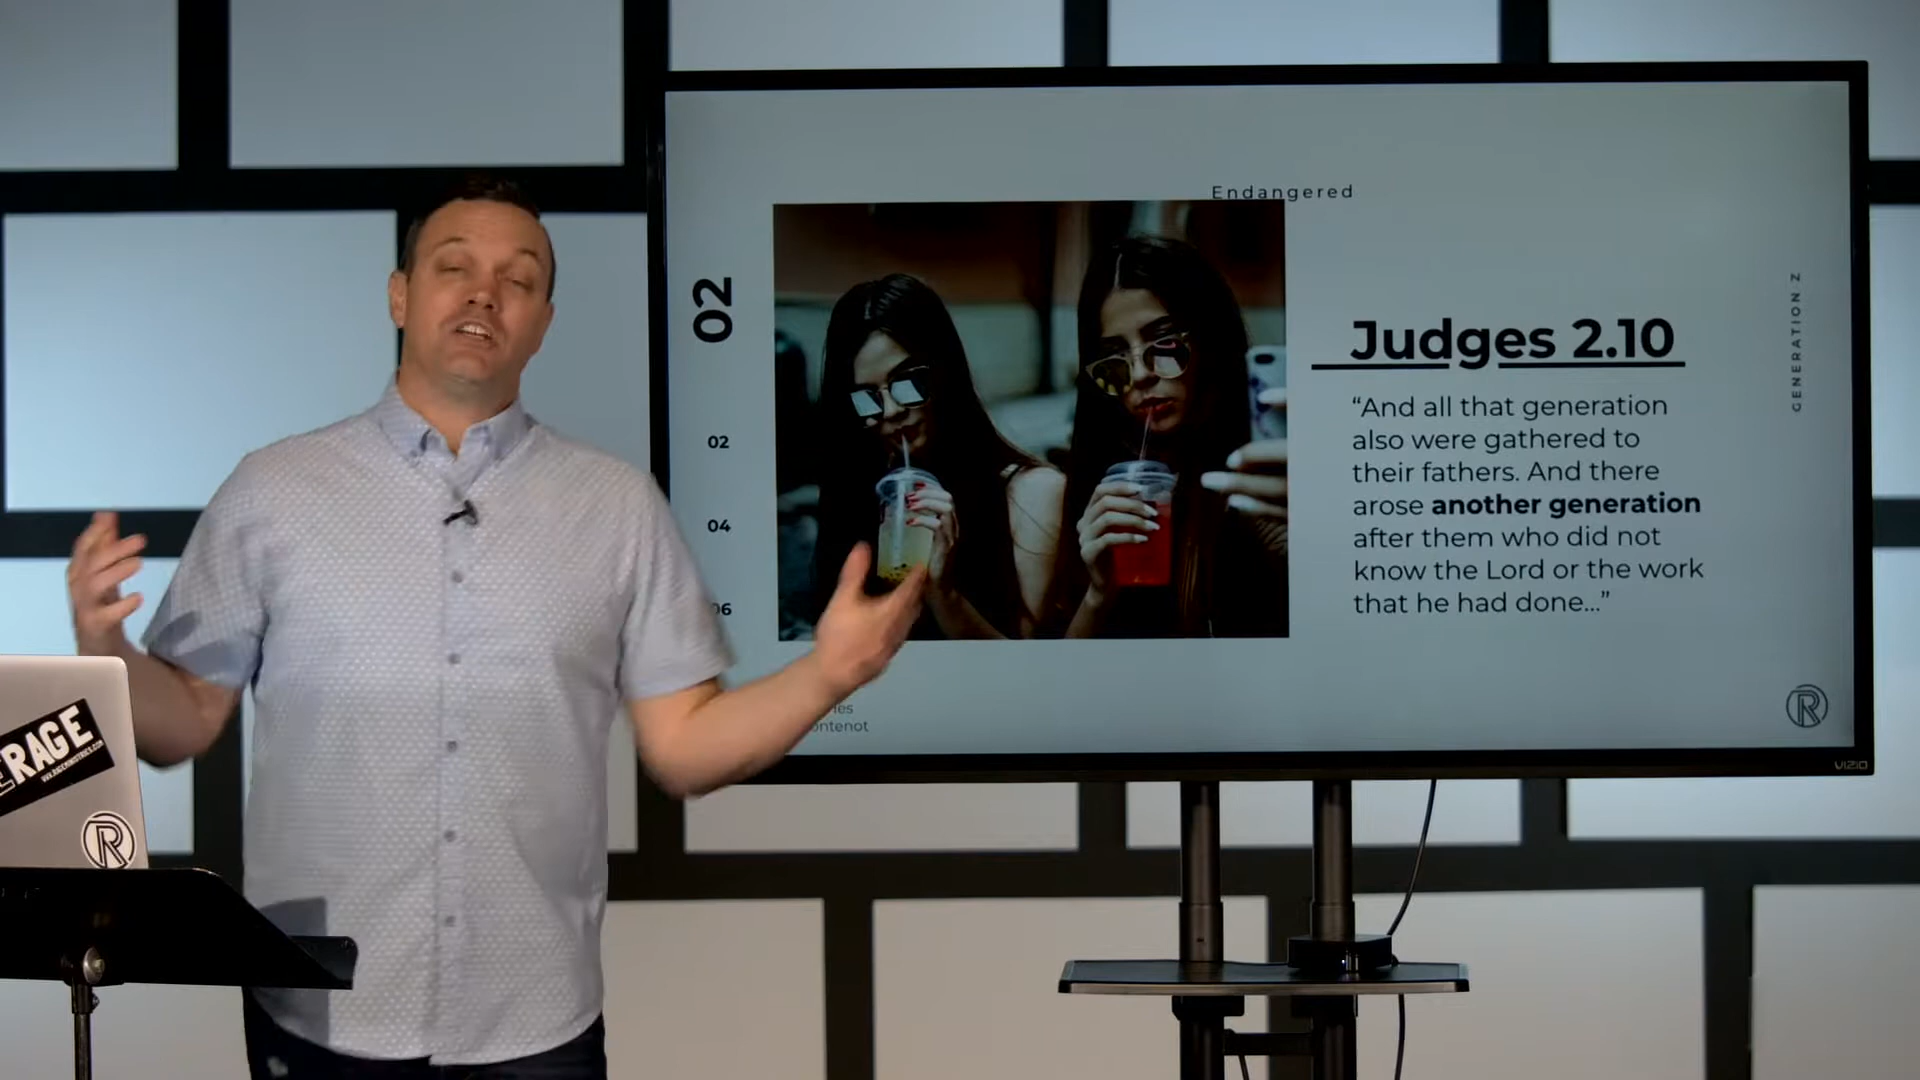 Endangered
02
GENERATION Z
Judges 2.10
“And all that generation
also were gathered to
their fathers. And there
arose another generation
after them who did not
know the Lord or the work
that he had done...”
02
04
06
R
VIZIO
ERAGE
R